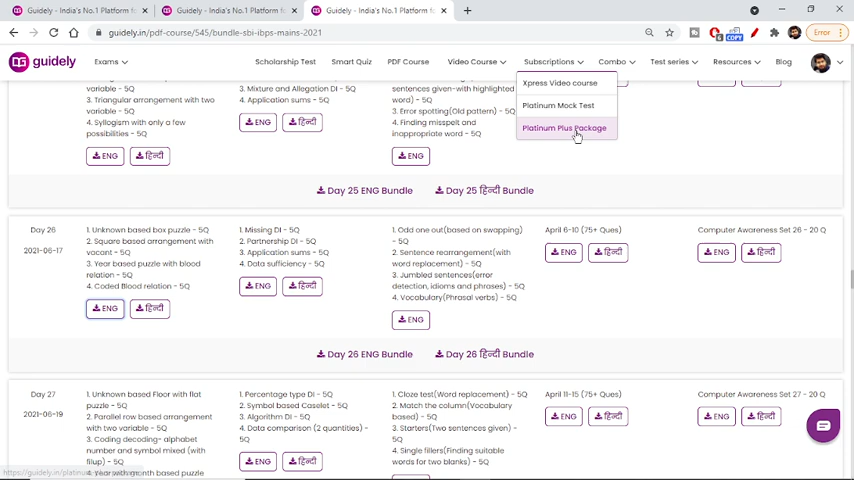 Guidely - India's No.1 Platform fo
Guidely - India's No.1 Platform fo
Guidely - India's No.1 Platform fo
guidely.in/pdf-course/545/bundle-sbi-ibps-mains-2021
6
COPY
Error
guidely
Exams
Scholarship Test
Smart Quiz
PDF Course
Video Course
Subscriptions
Combo
Test series
Resources
Blog
Xpress Video course
Platinum Mock Test
Platinum Plus Package
variable - 5Q
3. Triangular arrangement with two
vars) - 5Q
4. Syllogism with only a few
possibilities - 5Q
ENG
हिन्दी
3. Mixture and Allegation DI - 5Q
4. Application sums - 5Q
ENG
हिन्दी
sentences given-with highlighted
word) - 5Q
3. Error spotting(Old pattern) - 5Q
4. Finding misspelt and
inappropriate word - 5Q
ENG
Day 25 ENG Bundle
Day 25 हिन्दी Bundle
Day 26
2021-06-17
1. Unknown based box puzzle - 5Q
2. Square based arrangement with
vacant - 5Q
3. Year based puzzle with blood
relation - 5Q
4. Coded Blood relation - 5Q
ENG
हिन्दी
1. Missing DI - 5Q
2. Partnership DI - 5Q
3. Application sums - 5Q
4. Data sufficiency - 5Q
ENG
हिन्दी
1. Odd one out(based on swapping)
- 5Q
2. Sentence rearrangement(with
word replacement) - 5Q
3. Jumbled sentences(error
detection, idioms and phrases) - 5Q
4. Vocabulary(Phrasal verbs) - 5Q
ENG
April 6-10 (75+ Ques)
ENG
हिन्दी
Computer Awareness Set 26 - 20 Q
ENG
हिन्दी
Day 26 ENG Bundle
Day 26 हिन्दी Bundle
Day 27
2021-06-19
1. Unknown based Floor with flat
puzzle - 5Q
2. Parallel row based arrangement
with two variable - 5Q
3. Coding decoding- alphabet
number and symbol mixed (with
fillup) - 5Q
4. Year with month based puzzle
1. Percentage type DI - 5Q
2. Symbol based Caselet - 5Q
3. Algorithm DI - 5Q
4. Data comparison (2 quantities) -
5Q
ENG
हिन्दी
1. Cloze test(Word replacement) - 5Q
2. Match the column(Vocabulary
based) - 5Q
3. Starters(Two sentences given) -
5Q
4. Single fillers(Finding suitable
words for two blanks) - 5Q
April 11-15 (75+ Ques)
ENG
हिन्दी
Computer Awareness Set 27 - 20 Q
ENG
हिन्दी